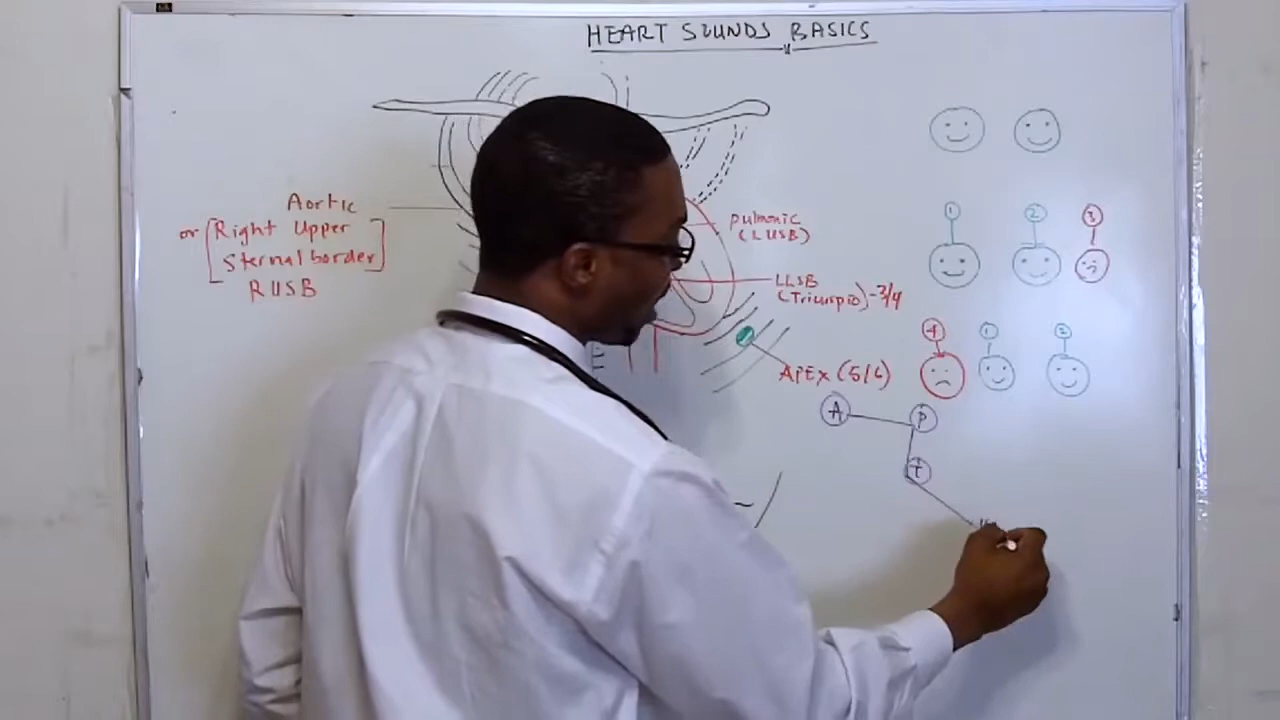 HEART SOUNDS BASICS
Aortic
or [Right Upper
Sternal border]
RUSB
Pulmonic
(LUSB)
LLSB
(Tricuspid) - 3/4
APEX (5/6)
1 2 3
4 1 2
A P
T